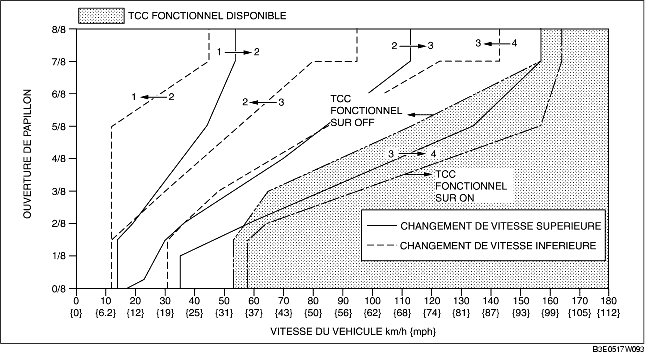 TCC FONCTIONNEL DISPONIBLE
8/8
7/8
6/8
5/8
4/8
3/8
2/8
1/8
0/8
OUVERTURE DE PAPILLON
1 2
2 3
3 4
1 2
2 3
TCC
FONCTIONNEL
SUR OFF
3 4
TCC
FONCTIONNEL
SUR ON
CHANGEMENT DE VITESSE SUPERIEURE
CHANGEMENT DE VITESSE INFERIEURE
0 10 20 30 40 50 60 70 80 90 100 110 120 130 140 150 160 170 180
{0} {6.2} {12} {19} {25} {31} {37} {43} {50} {56} {62} {68} {74} {81} {87} {93} {99} {105} {112}
VITESSE DU VEHICULE km/h {mph}
B3E0517W093